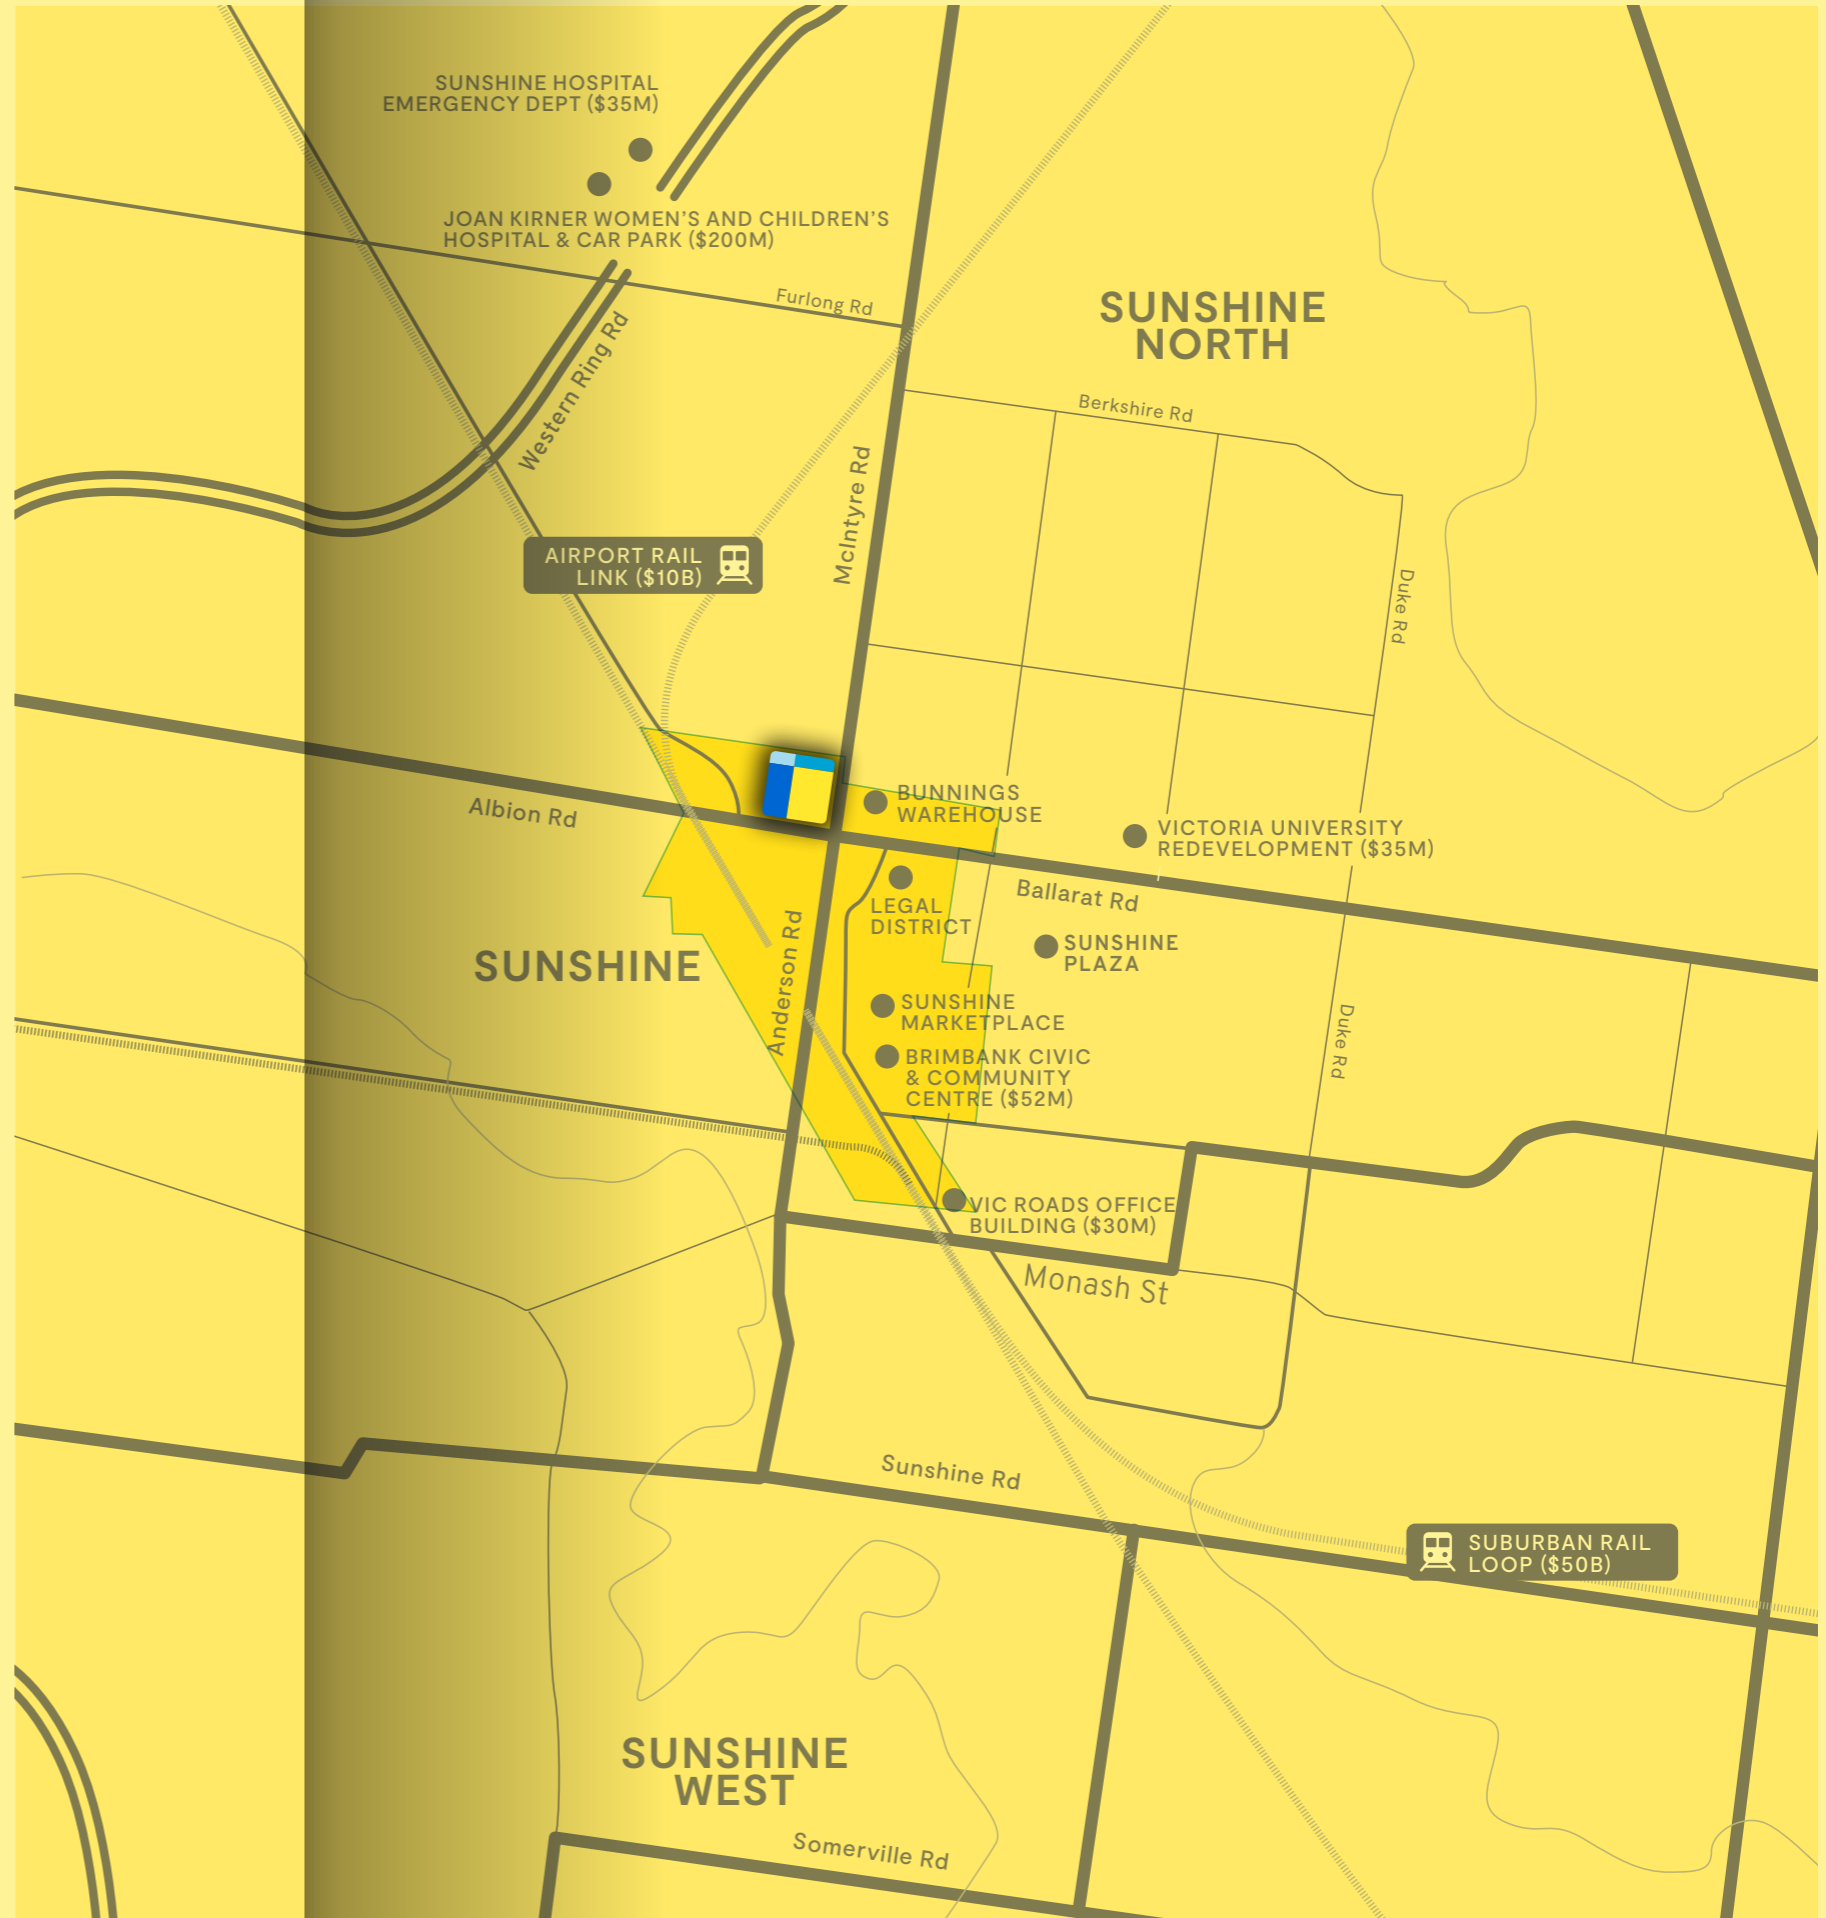 SUNSHINE HOSPITAL
EMERGENCY DEPT ($35M)
JOAN KIRNER WOMEN'S AND CHILDREN'S
HOSPITAL & CAR PARK ($200M)
Furlong Rd
SUNSHINE
NORTH
Western Ring Rd
Berkshire Rd
McIntyre Rd
AIRPORT RAIL
LINK ($10B)
Duke Rd
Albion Rd
BUNNINGS
WAREHOUSE
VICTORIA UNIVERSITY
REDEVELOPMENT ($35M)
Ballarat Rd
LEGAL
DISTRICT
SUNSHINE
PLAZA
SUNSHINE
Anderson Rd
SUNSHINE
MARKETPLACE
Duke Rd
BRIMBANK CIVIC
& COMMUNITY
CENTRE ($52M)
VIC ROADS OFFICE
BUILDING ($30M)
Monash St
Sunshine Rd
SUBURBAN RAIL
LOOP ($50B)
SUNSHINE
WEST
Somerville Rd